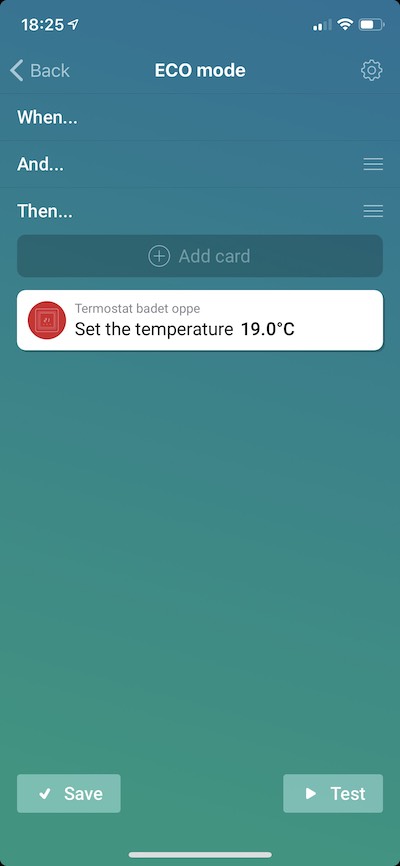 18:25
Back
ECO mode
When...
And...
Then...
Add card
Termostat badet oppe
Set the temperature 19.0°C
Save
Test